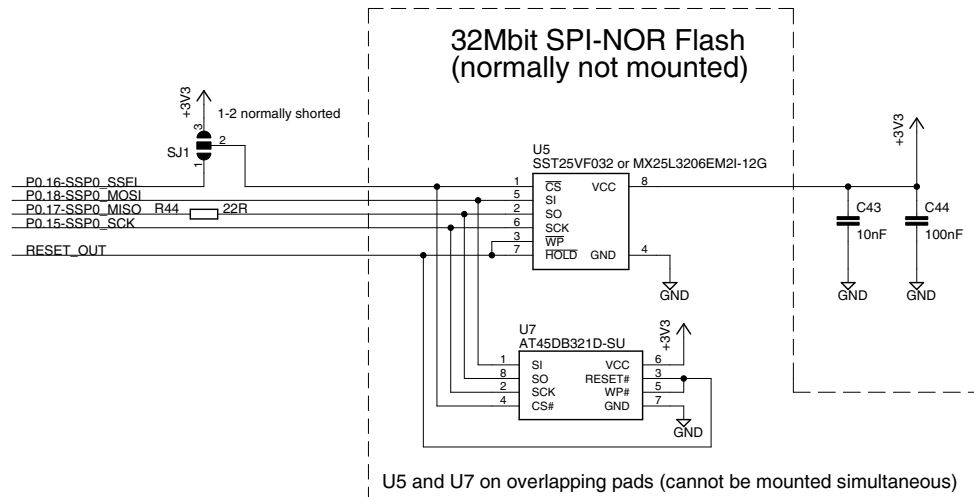 32Mbit SPI-NOR Flash
(normally not mounted)
+3V3
1-2 normally shorted
3
2
SJ1
1
P0.16-SSP0_SSEL
P0.18-SSP0_MOSI
P0.17-SSP0_MISO
R44
22R
P0.15-SSP0_SCK
RESET_OUT
U5
SST25VF032 or MX25L3206EM2I-12G
1 CS VCC 8
5 SI
2 SO
6 SCK
3 WP
7 HOLD GND 4
GND
+3V3
C43
10nF
C44
100nF
GND
GND
U7
AT45DB321D-SU
+3V3
1 SI VCC 6
8 SO RESET# 3
2 SCK WP# 5
4 CS# GND 7
GND
U5 and U7 on overlapping pads (cannot be mounted simultaneous)